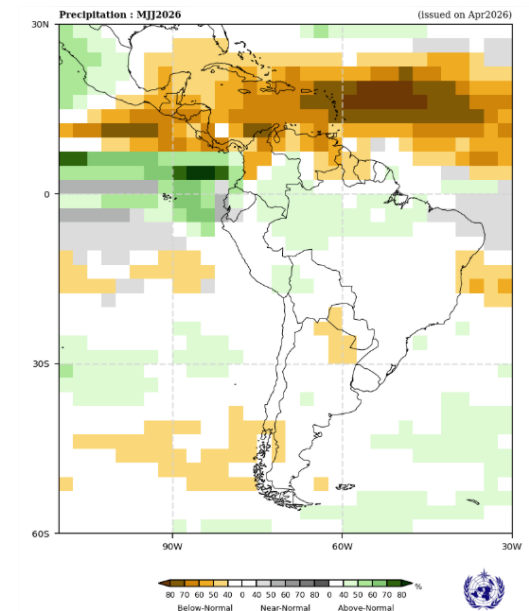 Precipitation : MJJ2026 (issued on Apr2026)
30N
0
30S
60S
90W 60W 30W
80 70 60 50 40 0 40 50 60 70 80 0 40 50 60 70 80 %
Below-Normal Near-Normal Above-Normal